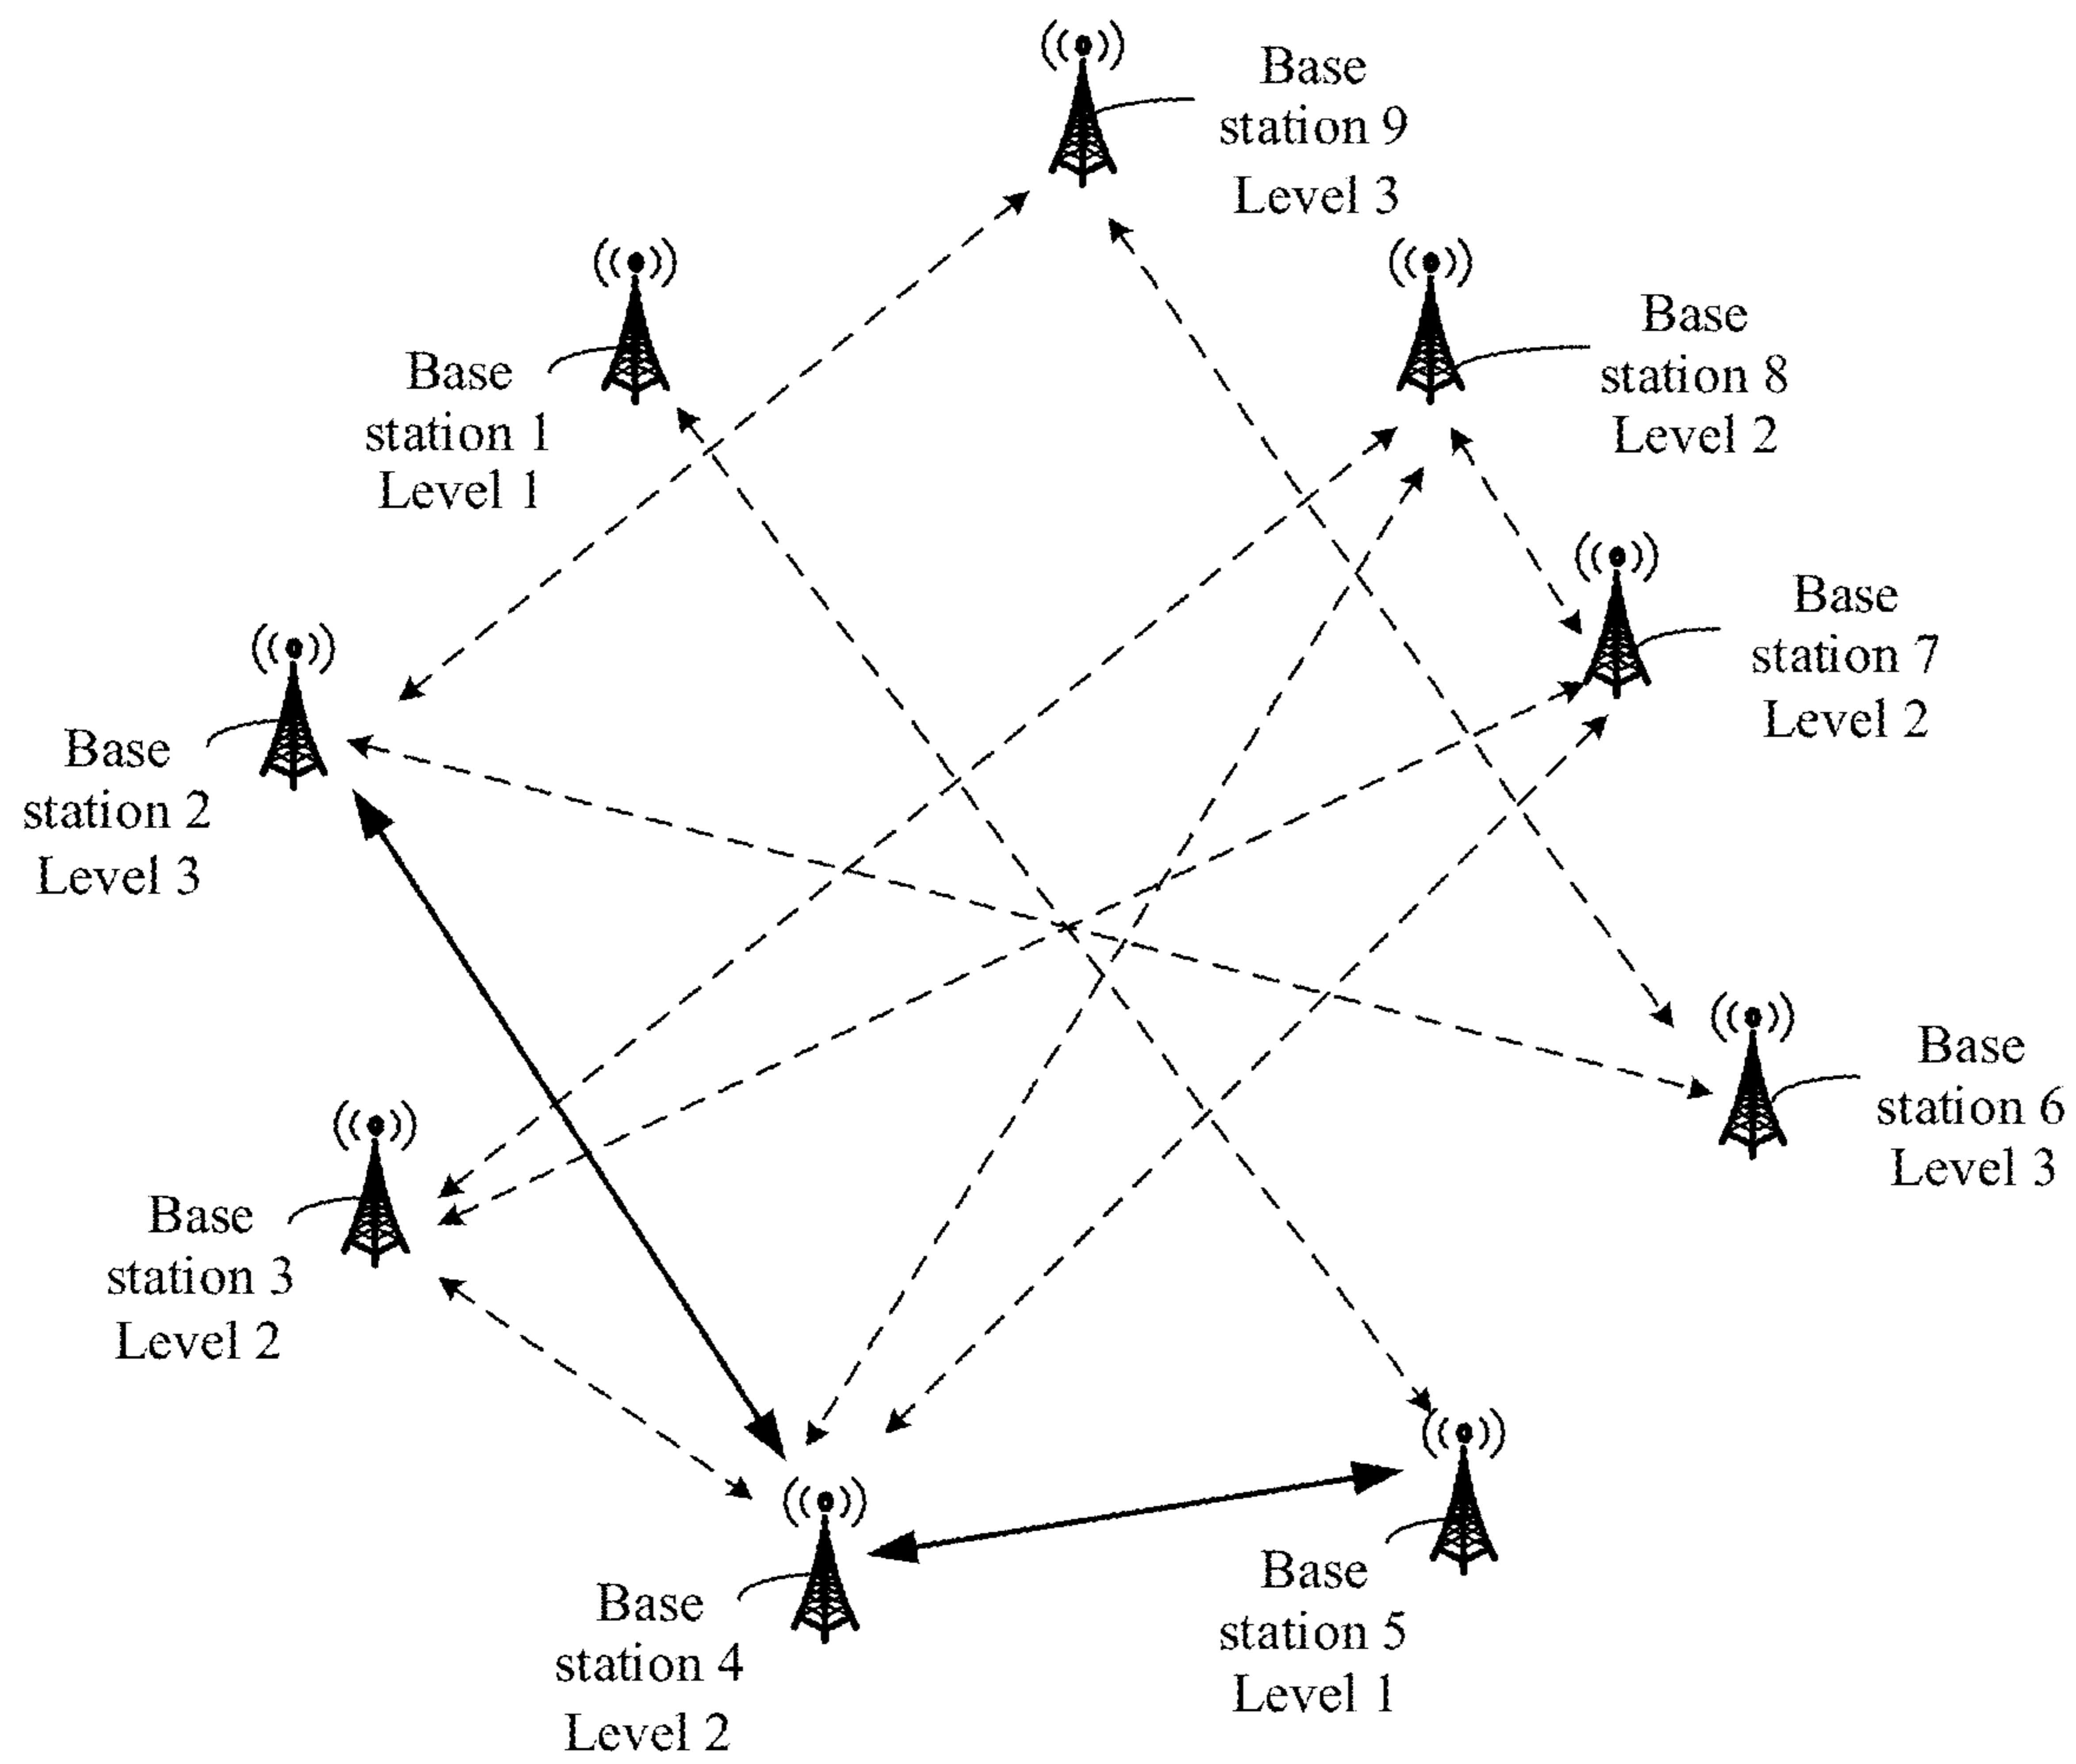 Base
station 9
Level 3
Base
station 8
Level 2
Base
station 1
Level 1
Base
station 7
Level 2
Base
station 2
Level 3
Base
station 6
Level 3
Base
station 3
Level 2
Base
station 5
Level 1
Base
station 4
Level 2